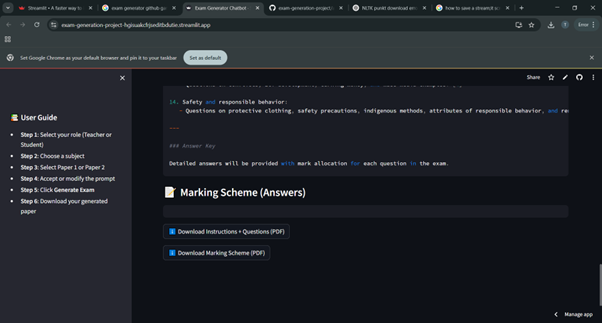 Streamlit • A faster way to
exam generator github gu
Exam Generator Chatbot -
github.com/exam-generation-
NLTK punkt download erro
how to save a streamlit s
exam-generation-project-hgisuakcfrjseditbdutie.streamlit.app
Error
Set Google Chrome as your default browser and pin it to your taskbar
Set as default
Share
User Guide
Step 1: Select your role (Teacher or
Student)
Step 2: Choose a subject
Step 3: Select Paper 1 or Paper 2
Step 4: Accept or modify the prompt
Step 5: Click Generate Exam
Step 6: Download your generated
paper
14. Safety and responsible behavior:
- Questions on protective clothing, safety precautions, indigenous methods, attributes of responsible behavior, and re
---
### Answer Key
Detailed answers will be provided with mark allocation for each question in the exam.
Marking Scheme (Answers)
Download Instructions + Questions (PDF)
Download Marking Scheme (PDF)
Manage app